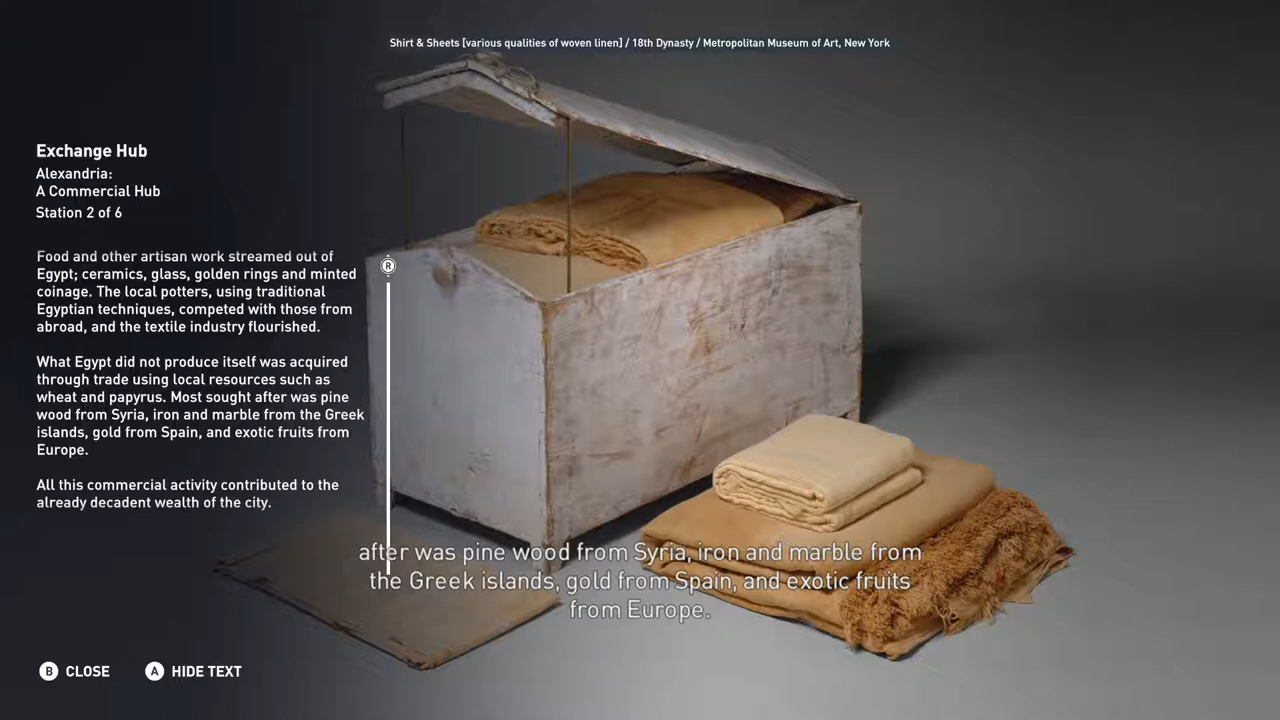 Shirt & Sheets [various qualities of woven linen] / 18th Dynasty / Metropolitan Museum of Art, New York
Exchange Hub
Alexandria:
A Commercial Hub
Station 2 of 6
Food and other artisan work streamed out of
Egypt; ceramics, glass, golden rings and minted
coinage. The local potters, using traditional
Egyptian techniques, competed with those from
abroad, and the textile industry flourished.
What Egypt did not produce itself was acquired
through trade using local resources such as
wheat and papyrus. Most sought after was pine
wood from Syria, iron and marble from the Greek
islands, gold from Spain, and exotic fruits from
Europe.
All this commercial activity contributed to the
already decadent wealth of the city.
R
after was pine wood from Syria, iron and marble from
the Greek islands, gold from Spain, and exotic fruits
from Europe.
B CLOSE A HIDE TEXT